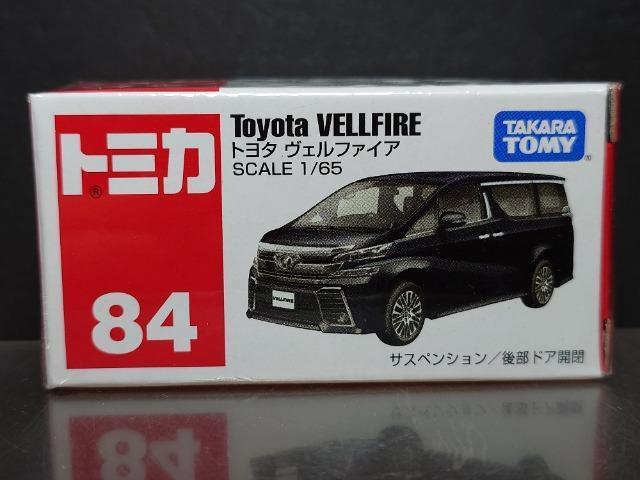 トミカ
®
84
Toyota VELLFIRE
トヨタ ヴェルファイア
SCALE 1/65
TAKARA
TOMY
®
VELLFIRE
サスペンション／後部ドア開閉